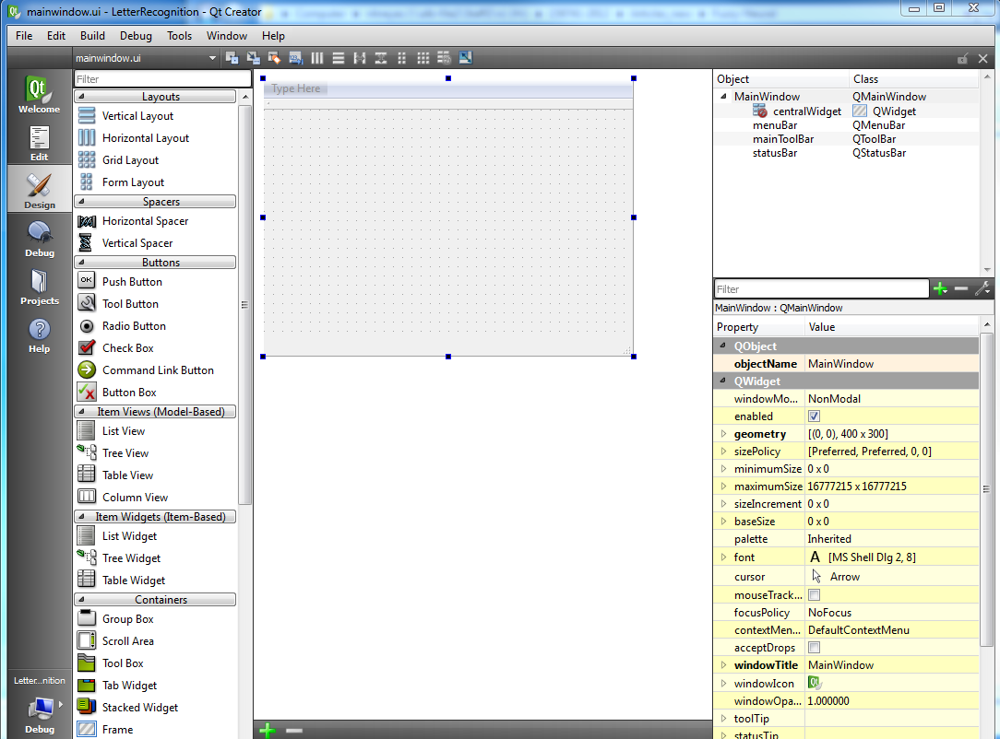 mainwindow.ui - LetterRecognition - Qt Creator
File Edit Build Debug Tools Window Help
mainwindow.ui
Welcome
Edit
Design
Debug
Projects
Help
Letter...nition
Debug
Filter
Layouts
Vertical Layout
Horizontal Layout
Grid Layout
Form Layout
Spacers
Horizontal Spacer
Vertical Spacer
Buttons
OK Push Button
Tool Button
Radio Button
Check Box
Command Link Button
Button Box
Item Views (Model-Based)
List View
Tree View
Table View
Column View
Item Widgets (Item-Based)
List Widget
Tree Widget
Table Widget
Containers
Group Box
Scroll Area
Tool Box
Tab Widget
Stacked Widget
Frame
Type Here
Object Class
MainWindow QMainWindow
centralWidget QWidget
menuBar QMenuBar
mainToolBar QToolBar
statusBar QStatusBar
Filter
MainWindow : QMainWindow
Property Value
QObject
objectName MainWindow
QWidget
windowMo... NonModal
enabled
geometry [(0, 0), 400 x 300]
sizePolicy [Preferred, Preferred, 0, 0]
minimumSize 0 x 0
maximumSize 16777215 x 16777215
sizeIncrement 0 x 0
baseSize 0 x 0
palette Inherited
font A [MS Shell Dlg 2, 8]
cursor Arrow
mouseTrack...
focusPolicy NoFocus
contextMen... DefaultContextMenu
acceptDrops
windowTitle MainWindow
windowIcon
windowOpa... 1.000000
toolTip
statusTip